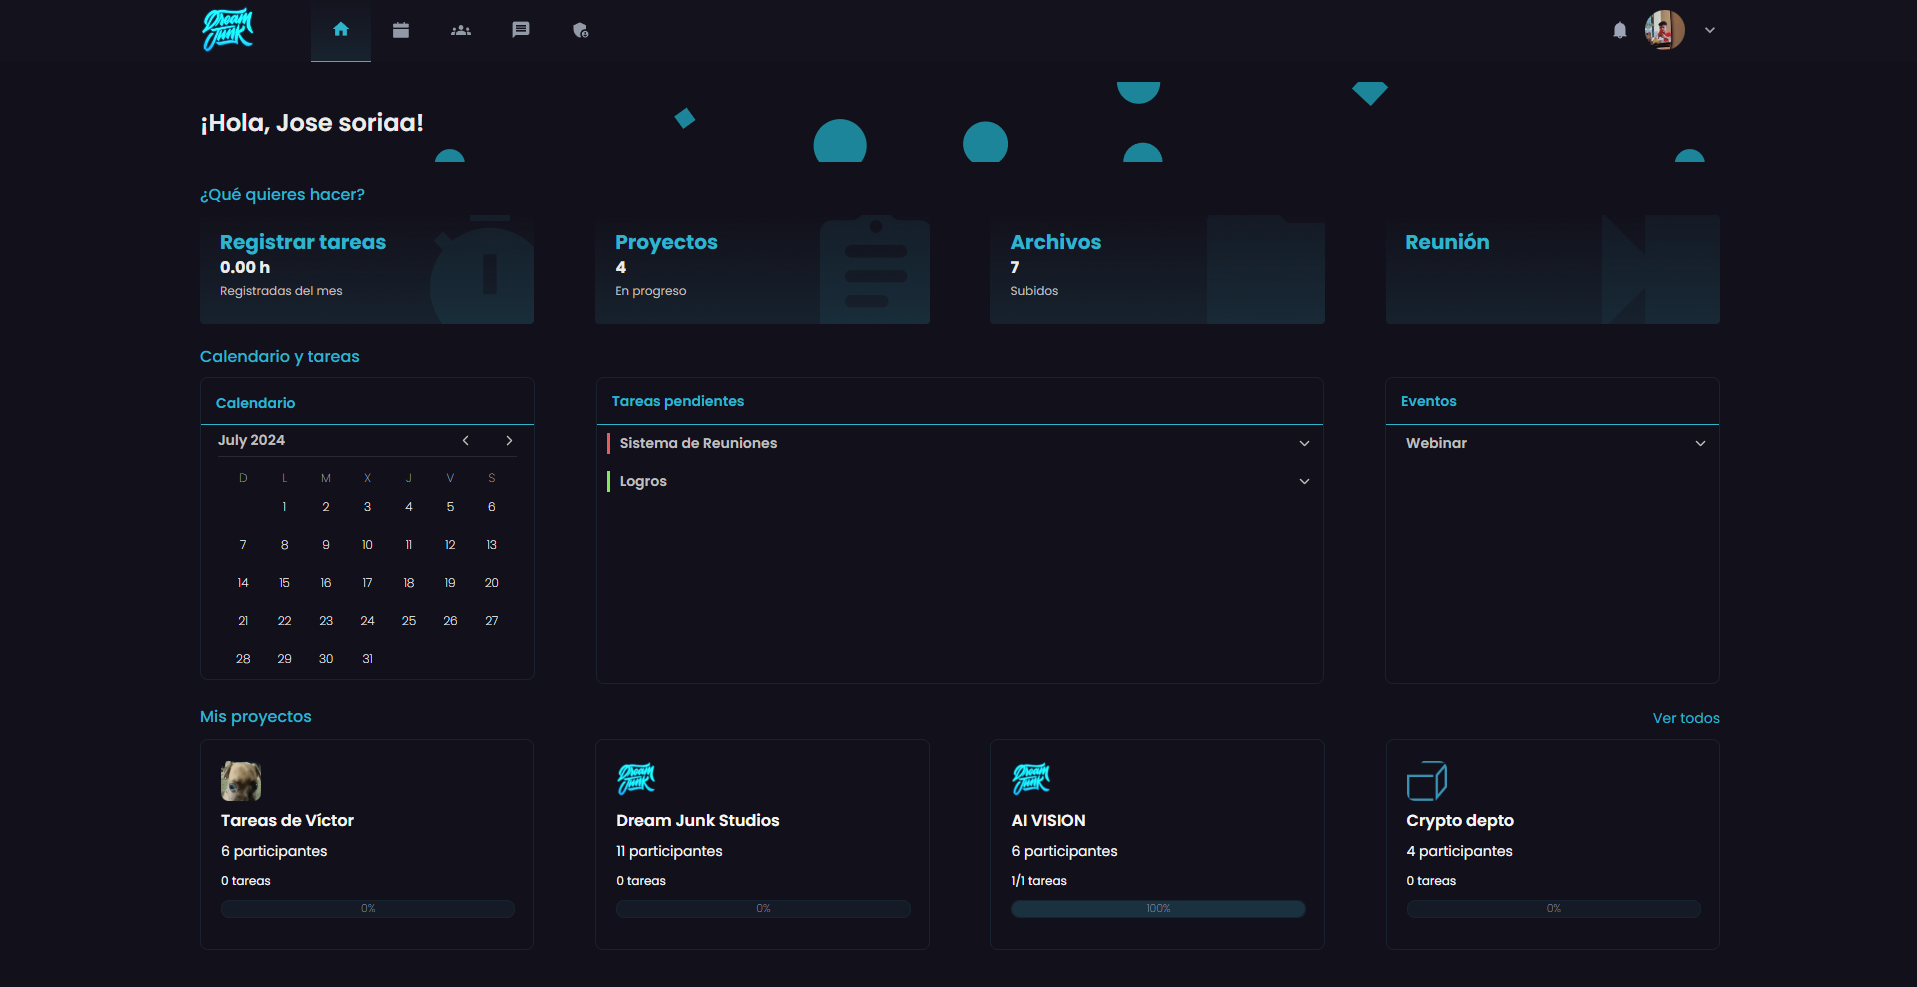 Dream
Junk
¡Hola, Jose soriaa!
¿Qué quieres hacer?
Registrar tareas
0.00 h
Registradas del mes
Proyectos
4
En progreso
Archivos
7
Subidos
Reunión
Calendario y tareas
Calendario
July 2024
D L M X J V S
1 2 3 4 5 6
7 8 9 10 11 12 13
14 15 16 17 18 19 20
21 22 23 24 25 26 27
28 29 30 31
Tareas pendientes
Sistema de Reuniones
Logros
Eventos
Webinar
Mis proyectos
Ver todos
Tareas de Víctor
6 participantes
0 tareas
0%
Dream
Junk
Dream Junk Studios
11 participantes
0 tareas
0%
Dream
Junk
AI VISION
6 participantes
1/1 tareas
100%
Crypto depto
4 participantes
0 tareas
0%